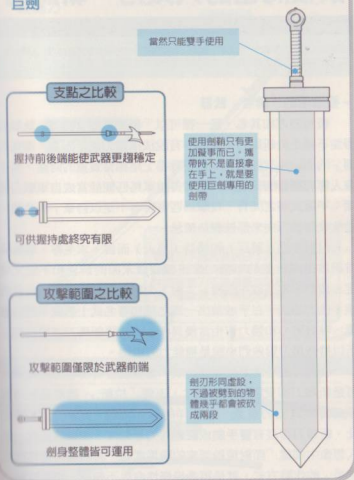 巨劍
當然只能雙手使用
支點之比較
握持前後端能使武器更趨穩定
可供握持處終究有限
使用劍鞘只有更
加礙事而已。攜
帶時不是直接拿
在手上，就是要
使用巨劍專用的
劍帶
攻擊範圍之比較
攻擊範圍僅限於武器前端
劍身整體皆可運用
劍刃形同虛設，
不過被劈到的物
體幾乎都會被砍
成兩段